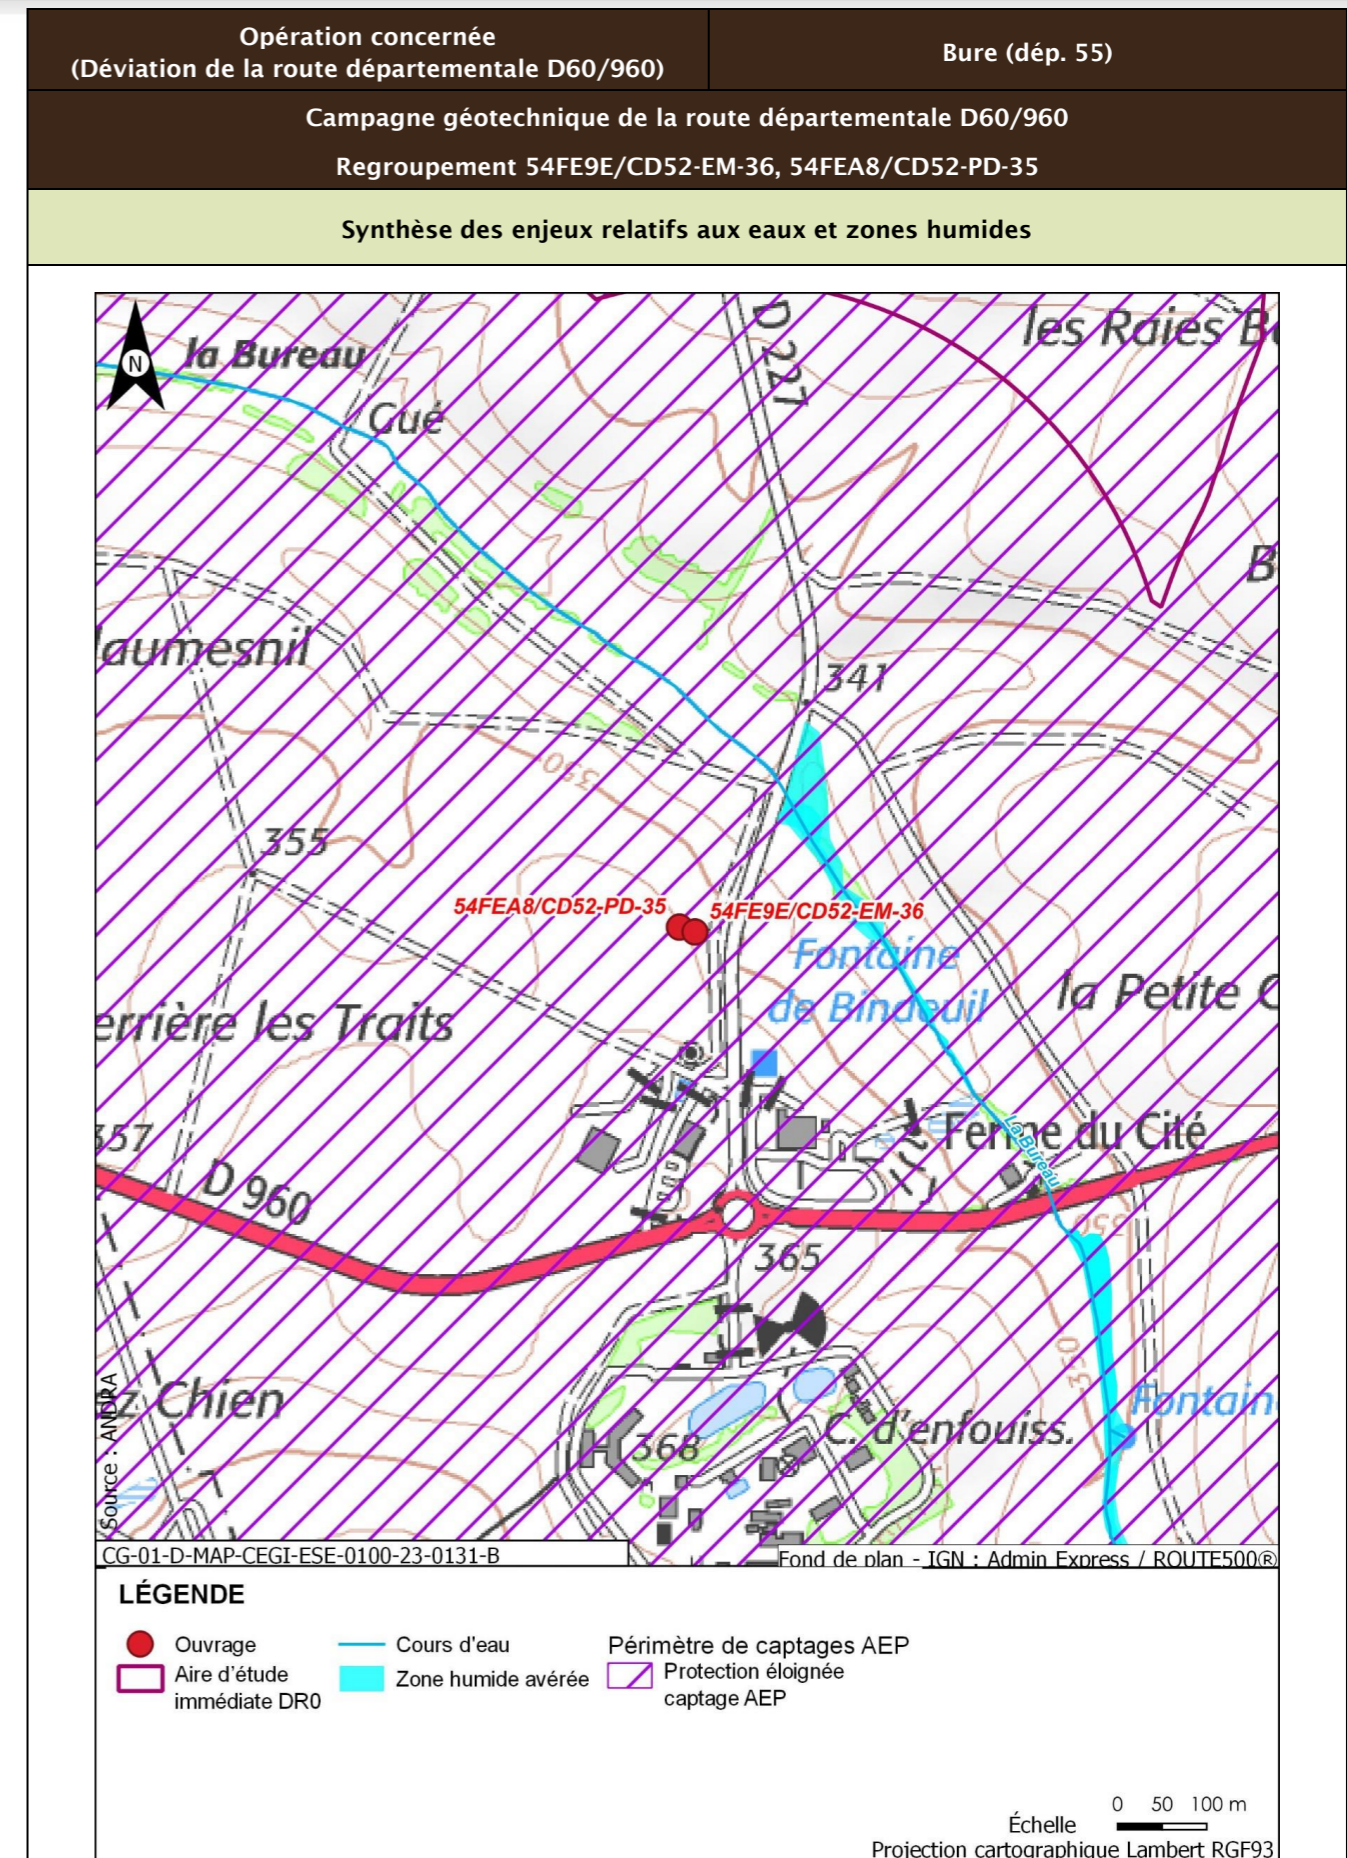 Opération concernée
(Déviation de la route départementale D60/960)
Bure (dép. 55)
Campagne géotechnique de la route départementale D60/960
Regroupement 54FE9E/CD52-EM-36, 54FEA8/CD52-PD-35
Synthèse des enjeux relatifs aux eaux et zones humides
N
la Bureau
Gué
D 227
les Raies B
B
laumesnil
341
350
355
54FEA8/CD52-PD-35
54FE9E/CD52-EM-36
Fontaine
de Bindeuil
la Petite C
errière les Traits
357
D 960
Ferme du Cité
La Bureau
350
365
350
z Chien
Fontain
C. d'enfouiss.
H
368
Source : ANDRA
CG-01-D-MAP-CEGI-ESE-0100-23-0131-B
Fond de plan - IGN : Admin Express / ROUTE500®
LÉGENDE
Ouvrage
Aire d'étude
immédiate DR0
Cours d'eau
Zone humide avérée
Périmètre de captages AEP
Protection éloignée
captage AEP
0 50 100 m
Échelle
Projection cartographique Lambert RGF93